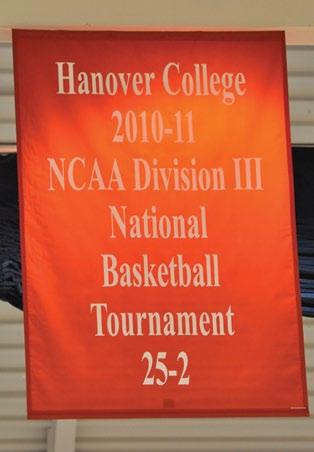 Hanover College
2010-11
NCAA Division III
National
Basketball
Tournament
25-2